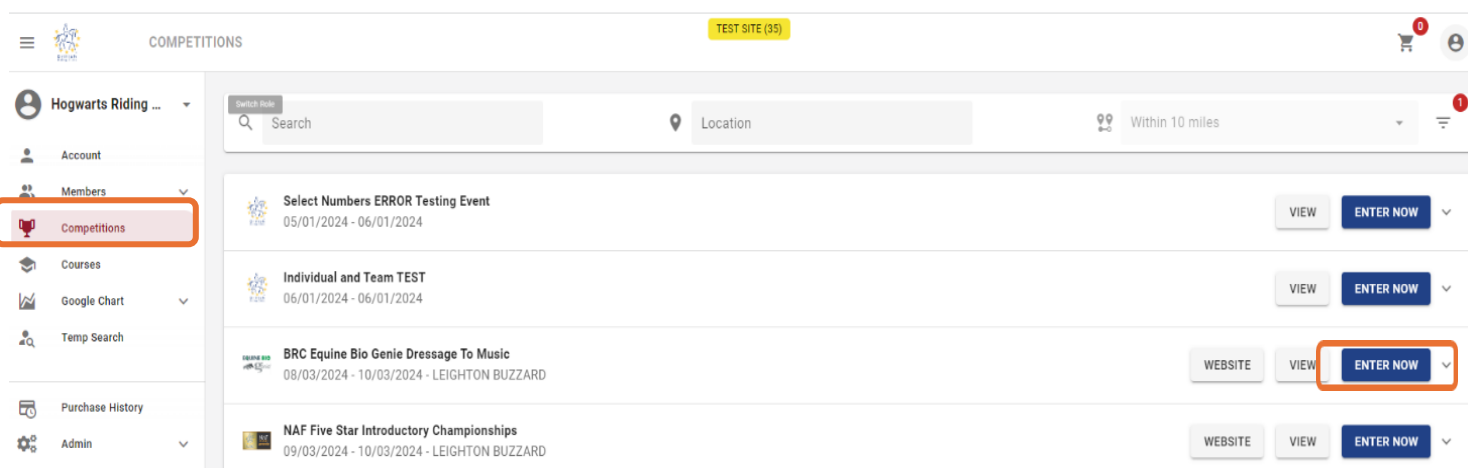 COMPETITIONS
TEST SITE (35)
0
Hogwarts Riding ...
Switch Role
Search
Location
Within 10 miles
1
Account
Members
Competitions
Courses
Google Chart
Temp Search
Purchase History
Admin
Select Numbers ERROR Testing Event
05/01/2024 - 06/01/2024
VIEW
ENTER NOW
Individual and Team TEST
06/01/2024 - 06/01/2024
VIEW
ENTER NOW
BRC Equine Bio Genie Dressage To Music
08/03/2024 - 10/03/2024 - LEIGHTON BUZZARD
WEBSITE
VIEW
ENTER NOW
NAF Five Star Introductory Championships
09/03/2024 - 10/03/2024 - LEIGHTON BUZZARD
WEBSITE
VIEW
ENTER NOW